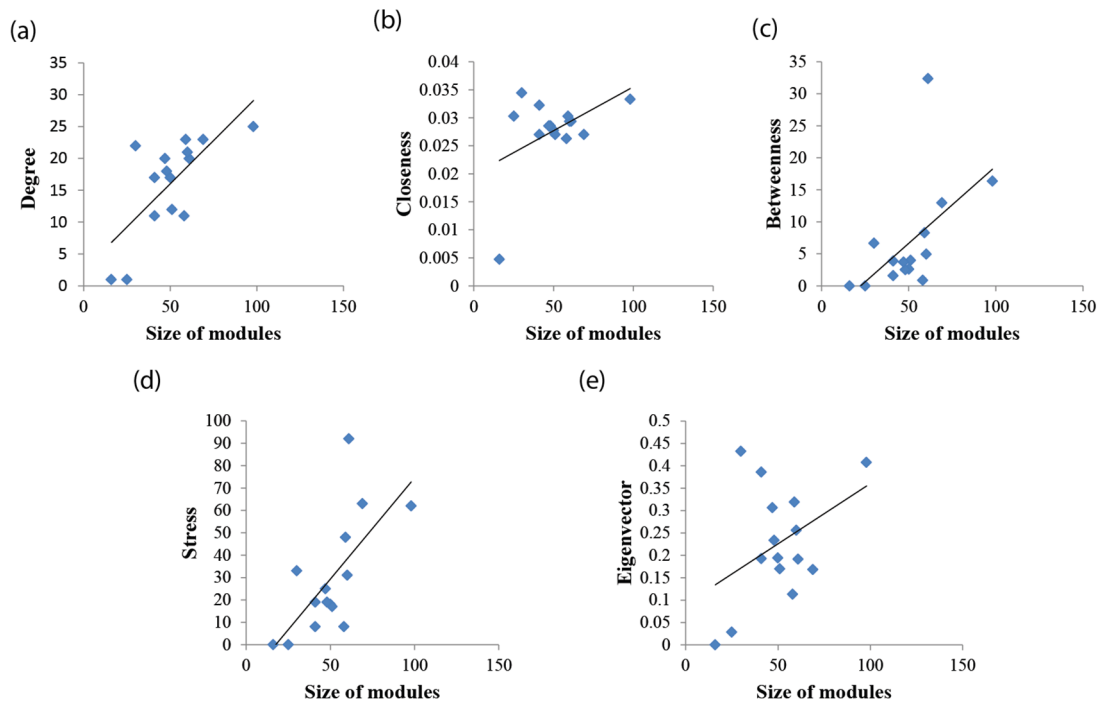 (a)
35
30
25
20
15
10
5
0
0 50 100 150
Degree
Size of modules
(b)
0.04
0.035
0.03
0.025
0.02
0.015
0.01
0.005
0
0 50 100 150
Closeness
Size of modules
(c)
35
30
25
20
15
10
5
0
0 50 100 150
Betweenness
Size of modules
(d)
100
90
80
70
60
50
40
30
20
10
0
0 50 100 150
Stress
Size of modules
(e)
0.5
0.45
0.4
0.35
0.3
0.25
0.2
0.15
0.1
0.05
0
0 50 100 150
Eigenvector
Size of modules